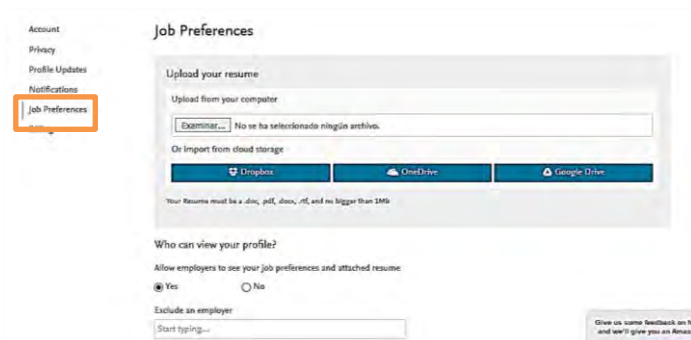 Account
Privacy
Profile Updates
Notifications
Job Preferences
Job Preferences
Upload your resume
Upload from your computer
Examinar... No se ha seleccionado ningún archivo.
Or import from cloud storage
Dropbox OneDrive Google Drive
Your Resume must be a .doc, .pdf, .docx, .rtf, and no bigger than 1Mb
Who can view your profile?
Allow employers to see your job preferences and attached resume
Yes No
Exclude an employer
Start typing...
Give us some feedback on
and we'll give you an